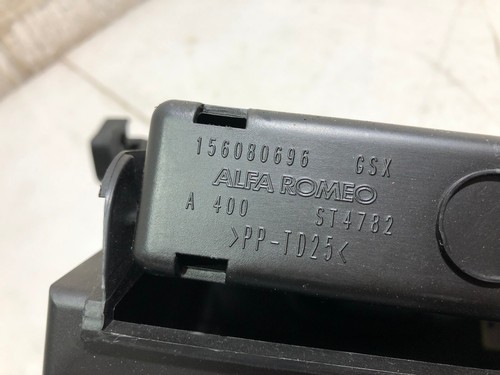 156080696 GSX
ALFA ROMEO
A 400 ST4782
>PP-TD25<